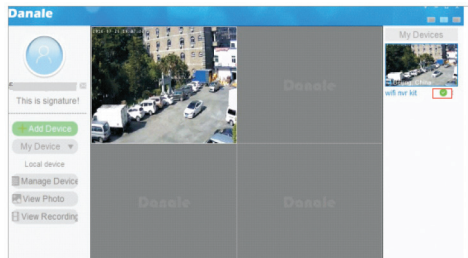 Danale
My Devices
Danale
wifi nvr kit
This is signature!
+ Add Device
My Device
Local device
Manage Device
View Photo
View Recording
Danale
Danale